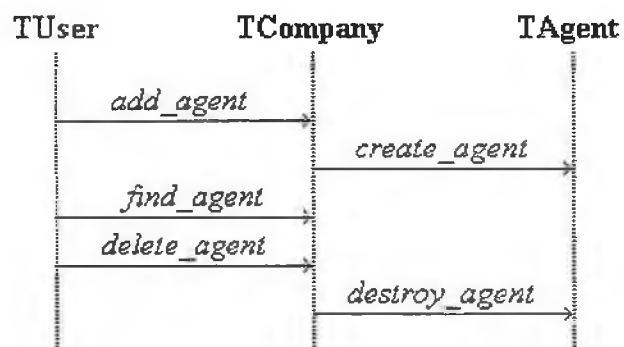 TUser TCompany TAgent
add_agent
create_agent
find_agent
delete_agent
destroy_agent